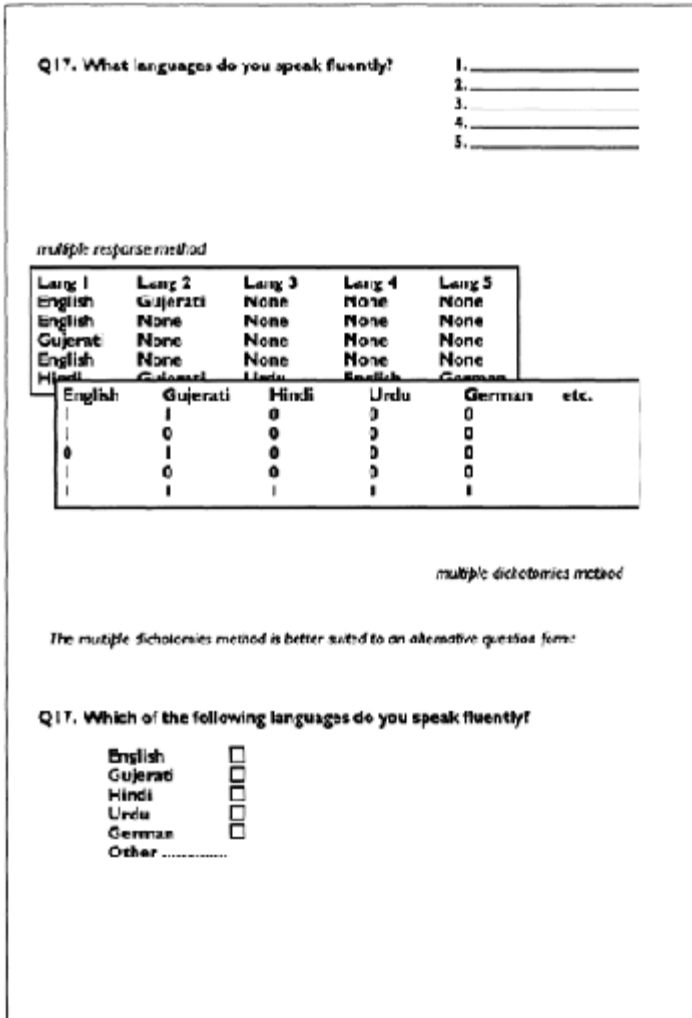 Q17. What languages do you speak fluently? 1.
2.
3.
4.
5.
multiple response method
Lang 1 Lang 2 Lang 3 Lang 4 Lang 5
English Gujerati None None None
English None None None None
Gujerati None None None None
English None None None None
Hindi Gujerati Urdu English German
English Gujerati Hindi Urdu German etc.
1 1 0 0 0
1 0 0 0 0
0 1 0 0 0
1 0 0 0 0
1 1 1 1 1
multiple dichotomies method
The multiple dichotomies method is better suited to an alternative question form:
Q17. Which of the following languages do you speak fluently?
English
Gujerati
Hindi
Urdu
German
Other ..............